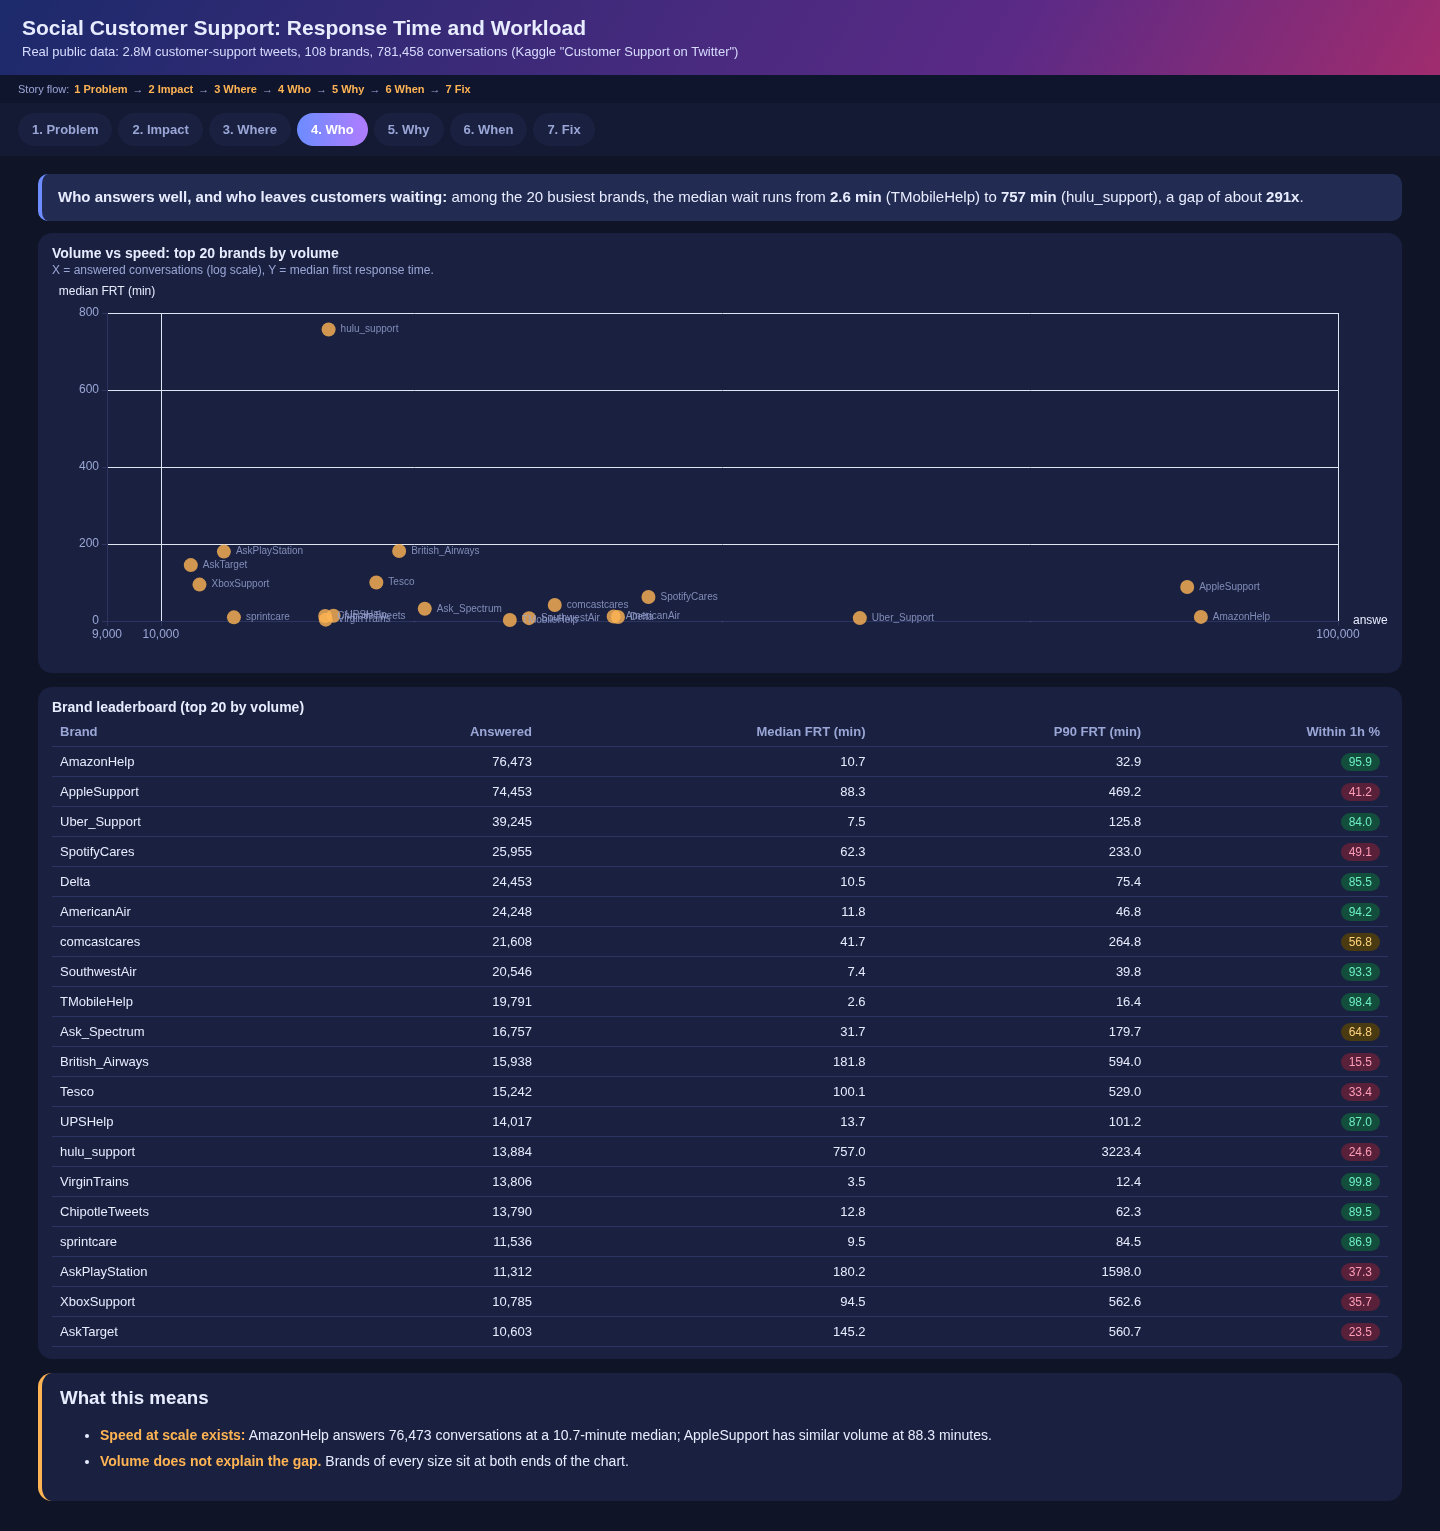 Social Customer Support: Response Time and Workload
Real public data: 2.8M customer-support tweets, 108 brands, 781,458 conversations (Kaggle "Customer Support on Twitter")
Story flow: 1 Problem → 2 Impact → 3 Where → 4 Who → 5 Why → 6 When → 7 Fix
1. Problem 2. Impact 3. Where 4. Who 5. Why 6. When 7. Fix
Who answers well, and who leaves customers waiting: among the 20 busiest brands, the median wait runs from 2.6 min (TMobileHelp) to 757 min (hulu_support), a gap of about 291x.
Volume vs speed: top 20 brands by volume
X = answered conversations (log scale), Y = median first response time.
median FRT (min)
800
hulu_support
600
400
200
AskPlayStation British_Airways
AskTarget
XboxSupport Tesco AppleSupport
SpotifyCares
Ask_Spectrum comcastcares
sprintcare UPSHelp ChipotleTweets VirginTrains TMobileHelp SouthwestAir AmericanAir Delta Uber_Support AmazonHelp
0 answe
9,000 10,000 100,000
Brand leaderboard (top 20 by volume)
Brand Answered Median FRT (min) P90 FRT (min) Within 1h %
AmazonHelp 76,473 10.7 32.9 95.9
AppleSupport 74,453 88.3 469.2 41.2
Uber_Support 39,245 7.5 125.8 84.0
SpotifyCares 25,955 62.3 233.0 49.1
Delta 24,453 10.5 75.4 85.5
AmericanAir 24,248 11.8 46.8 94.2
comcastcares 21,608 41.7 264.8 56.8
SouthwestAir 20,546 7.4 39.8 93.3
TMobileHelp 19,791 2.6 16.4 98.4
Ask_Spectrum 16,757 31.7 179.7 64.8
British_Airways 15,938 181.8 594.0 15.5
Tesco 15,242 100.1 529.0 33.4
UPSHelp 14,017 13.7 101.2 87.0
hulu_support 13,884 757.0 3223.4 24.6
VirginTrains 13,806 3.5 12.4 99.8
ChipotleTweets 13,790 12.8 62.3 89.5
sprintcare 11,536 9.5 84.5 86.9
AskPlayStation 11,312 180.2 1598.0 37.3
XboxSupport 10,785 94.5 562.6 35.7
AskTarget 10,603 145.2 560.7 23.5
What this means
• Speed at scale exists: AmazonHelp answers 76,473 conversations at a 10.7-minute median; AppleSupport has similar volume at 88.3 minutes.
• Volume does not explain the gap. Brands of every size sit at both ends of the chart.